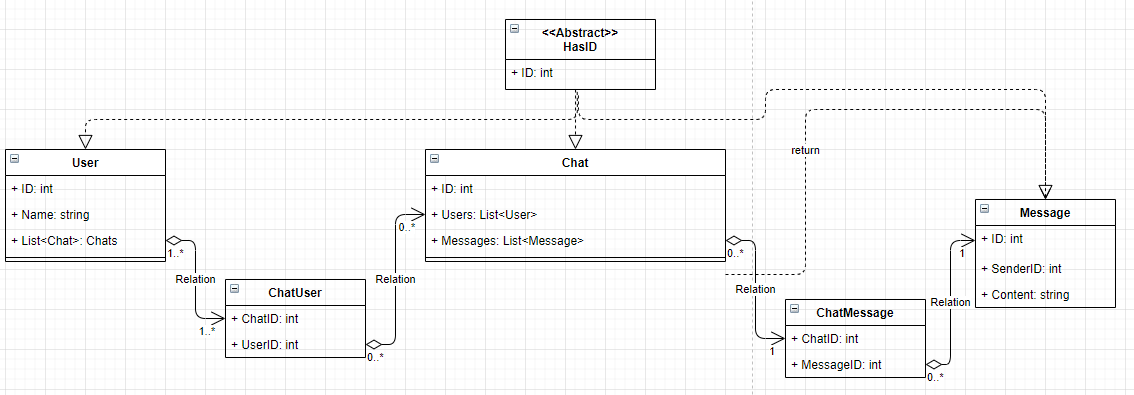 <<Abstract>>
HasID
+ ID: int
return
User
+ ID: int
+ Name: string
+ List<Chat>: Chats
1..*
Relation
1..*
ChatUser
+ ChatID: int
+ UserID: int
0..*
Relation
0..*
Chat
+ ID: int
+ Users: List<User>
+ Messages: List<Message>
0..*
Relation
1
ChatMessage
+ ChatID: int
+ MessageID: int
0..*
Relation
1
Message
+ ID: int
+ SenderID: int
+ Content: string